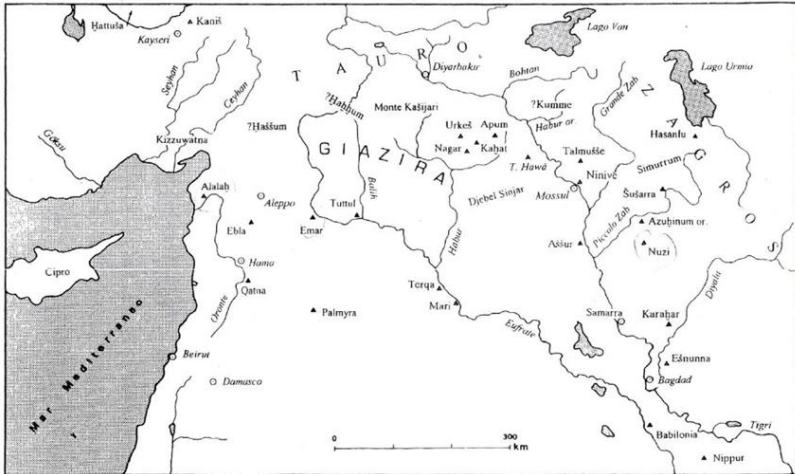 Ḫattuša
Kaniš
Kayseri
Lago Van
Lago Urmia
TAURO
Diyarbakır
Bohtan
Seyhan
Ceyhan
?Ḫaḫḫum
Monte Kašijari
?Kumme
Grande Zab
ZAGROS
?Ḫaššum
Urkeš
Apum
Habur or.
Hasanlu
Göksu
Kizzuwatna
GIAZIRA
Nagar
Kaḫat
T. Hawā
Talmušše
Simurrum
Ninive
Alalaḫ
Aleppo
Tuttul
Balih
Djebel Sinjar
Mossul
Šušarra
Ebla
Emar
Habur
Piccolo Zab
Azuḫinum or.
Aššur
Nuzi
Cipro
Hama
Qatna
Oronte
Terqa
Mari
Diyala
Palmyra
Samarra
Karaḫar
Eufrate
Mar Mediterraneo
Beirut
Ešnunna
Damasco
Bagdad
Babilonia
Tigri
0 300
km
Nippur